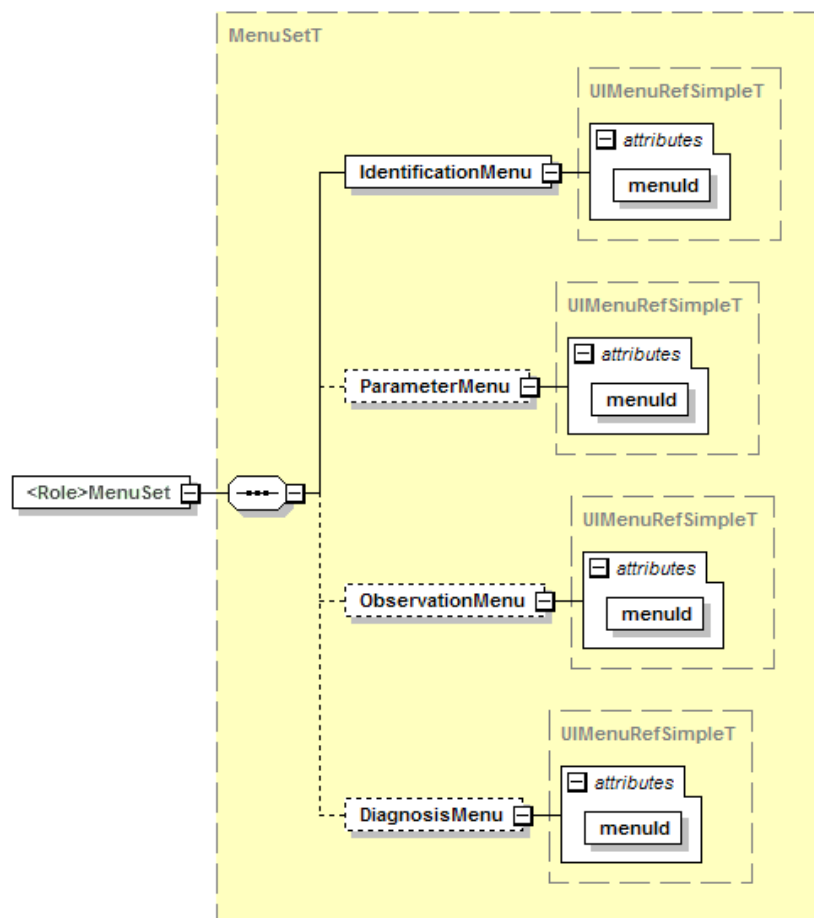 MenuSetT
UIMenuRefSimpleT
attributes
IdentificationMenu
menuId
UIMenuRefSimpleT
attributes
ParameterMenu
menuId
<Role>MenuSet
UIMenuRefSimpleT
attributes
ObservationMenu
menuId
UIMenuRefSimpleT
attributes
DiagnosisMenu
menuId